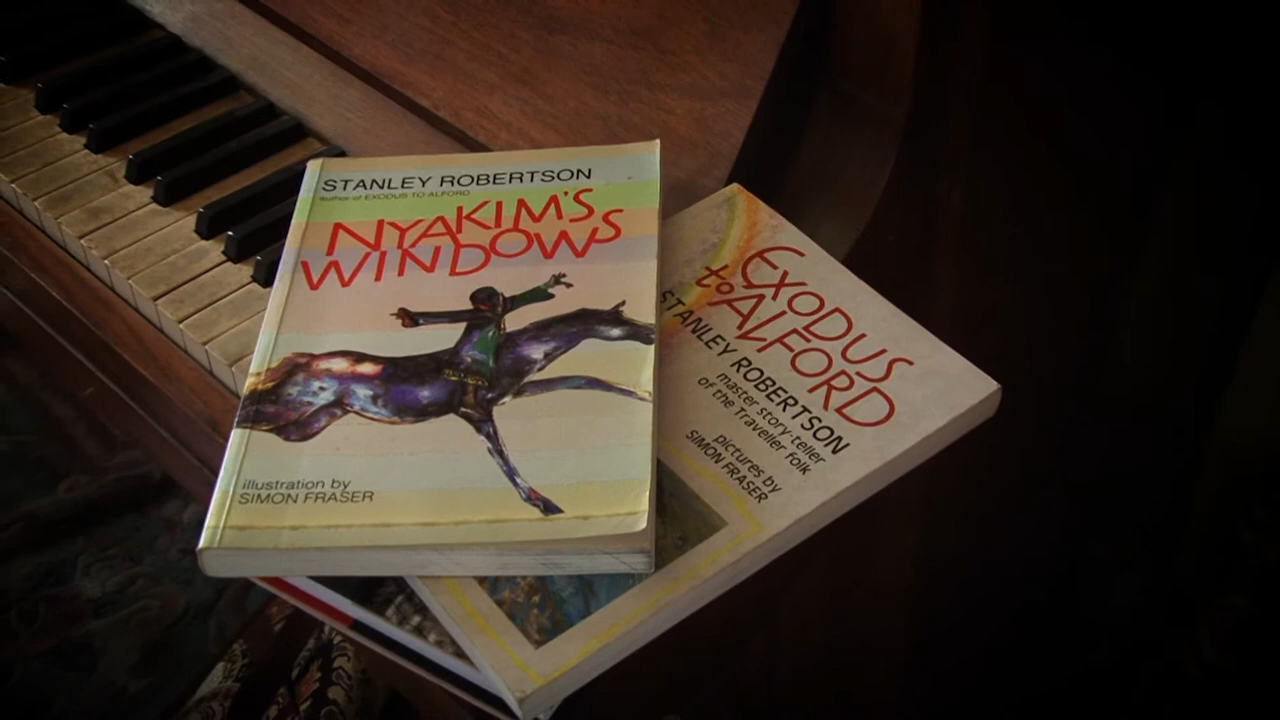 STANLEY ROBERTSON
author of EXODUS TO ALFORD
NYAKIM'S
WINDOWS
illustration by
SIMON FRASER
EXODUS
to ALFORD
STANLEY ROBERTSON
master story-teller
of the Traveller folk
pictures by
SIMON FRASER